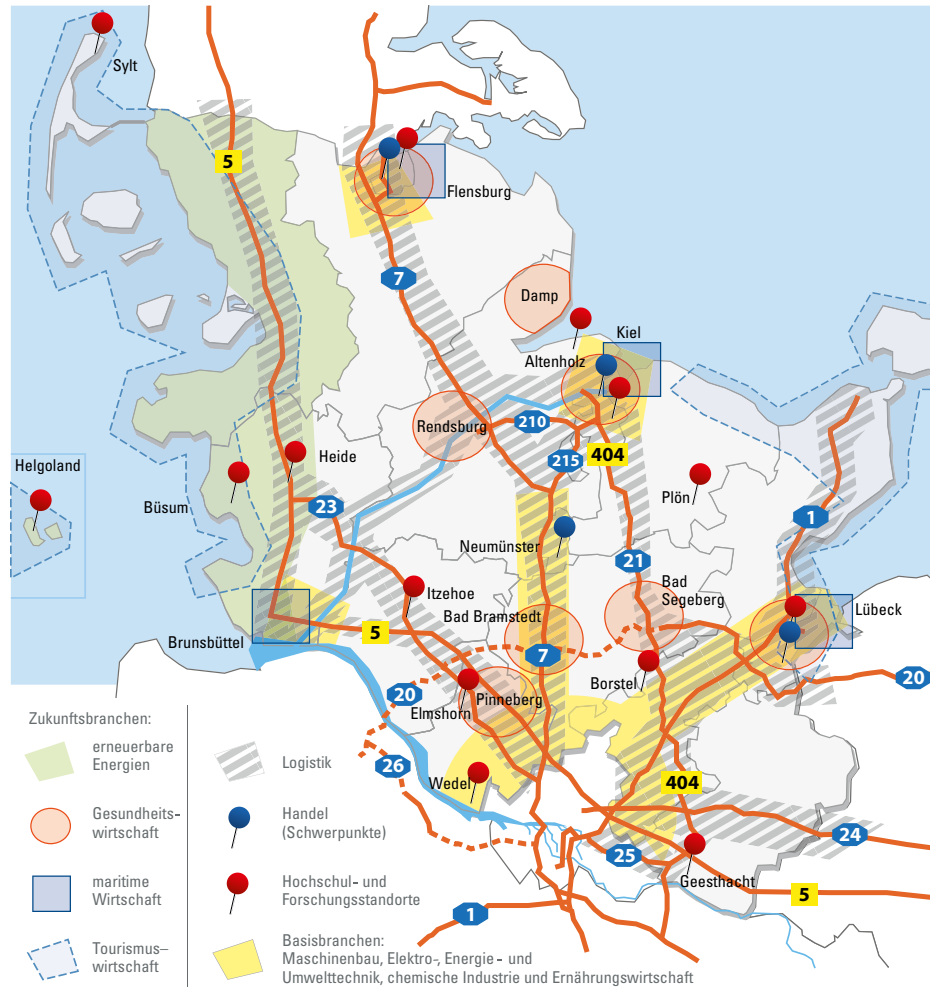 Sylt
5
Flensburg
7
Damp
Kiel
Altenholz
Rendsburg
210
215
404
Helgoland
Heide
Büsum
23
Plön
1
Neumünster
21
Itzehoe
Bad
Segeberg
Bad Bramstedt
Lübeck
Brunsbüttel
5
7
20
Borstel
20
Pinneberg
Elmshorn
26
Wedel
404
24
25
Geesthacht
5
1
Zukunftsbranchen:
erneuerbare
Energien
Gesundheits-
wirtschaft
maritime
Wirtschaft
Tourismus–
wirtschaft
Logistik
Handel
(Schwerpunkte)
Hochschul- und
Forschungsstandorte
Basisbranchen:
Maschinenbau, Elektro-, Energie - und
Umwelttechnik, chemische Industrie und Ernährungswirtschaft